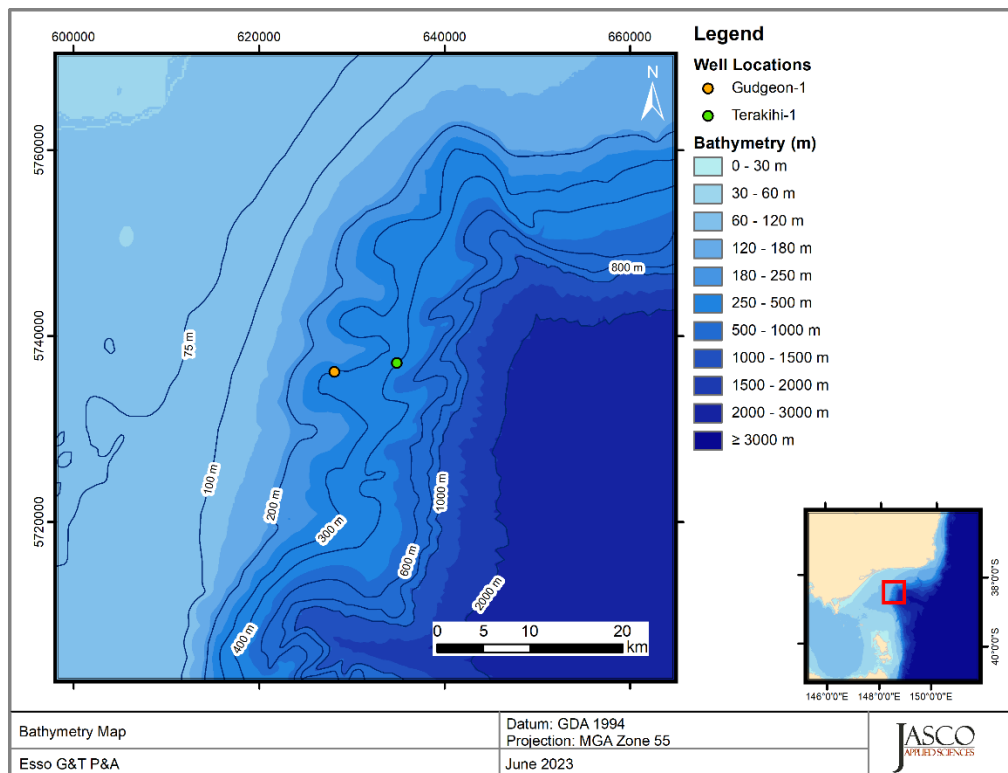 600000
620000
640000
660000
5760000
5740000
5720000
N
75 m
100 m
200 m
300 m
400 m
600 m
1000 m
2000 m
800 m
0 5 10 20
km
Legend
Well Locations
Gudgeon-1
Terakihi-1
Bathymetry (m)
0 - 30 m
30 - 60 m
60 - 120 m
120 - 180 m
180 - 250 m
250 - 500 m
500 - 1000 m
1000 - 1500 m
1500 - 2000 m
2000 - 3000 m
≥ 3000 m
38°0'0"S
40°0'0"S
146°0'0"E 148°0'0"E 150°0'0"E
Bathymetry Map
Datum: GDA 1994
Projection: MGA Zone 55
Esso G&T P&A
June 2023
JASCO
APPLIED SCIENCES